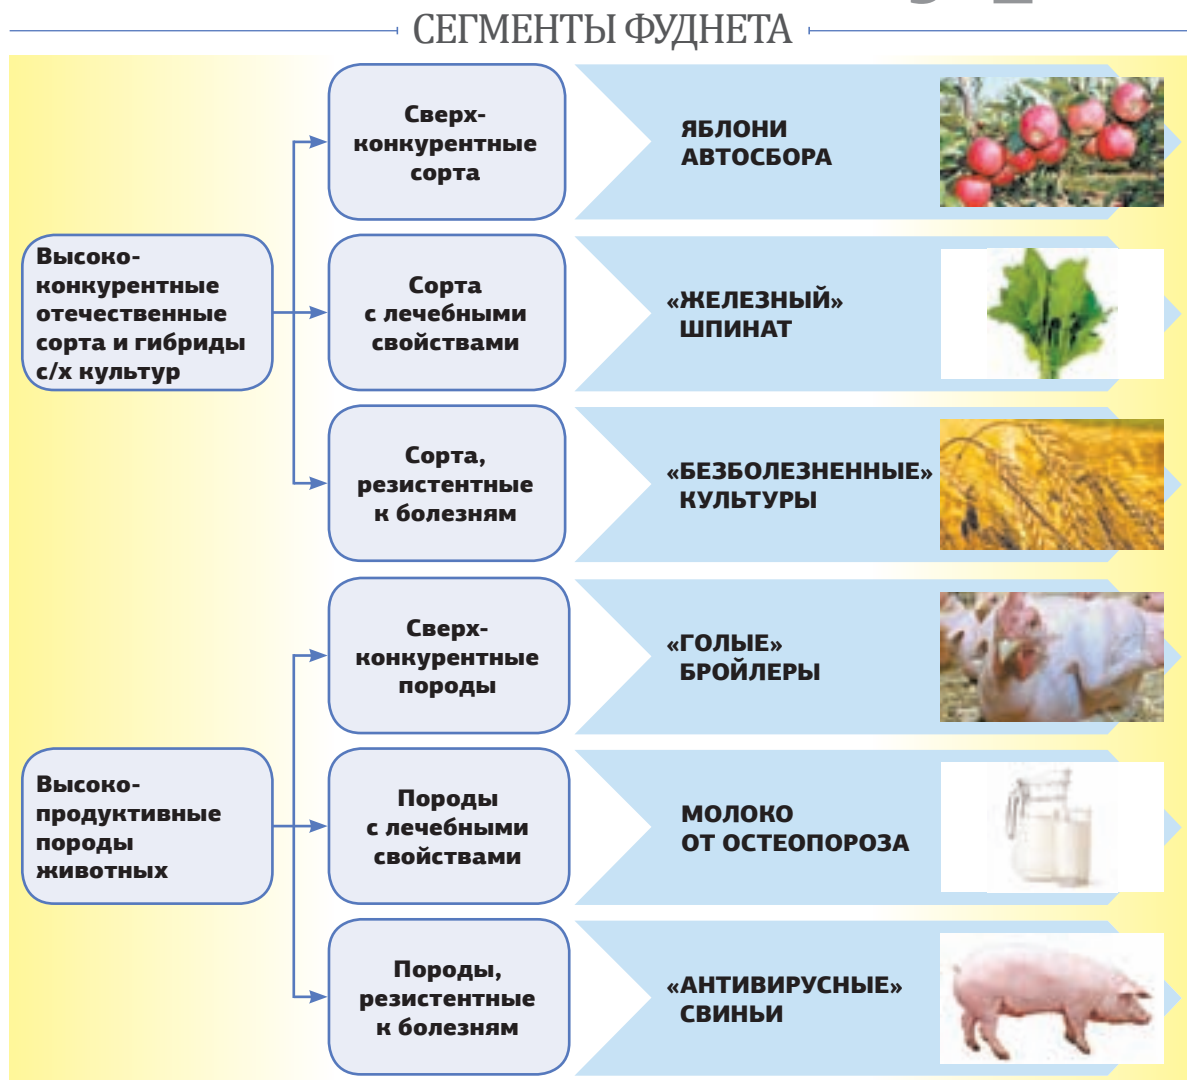 СЕГМЕНТЫ ФУДНЕТА
Высоко-
конкурентные
отечественные
сорта и гибриды
с/х культур
Сверх-
конкурентные
сорта
ЯБЛОНИ
АВТОСБОРА
Сорта
с лечебными
свойствами
«ЖЕЛЕЗНЫЙ»
ШПИНАТ
Сорта,
резистентные
к болезням
«БЕЗБОЛЕЗНЕННЫЕ»
КУЛЬТУРЫ
Высоко-
продуктивные
породы
животных
Сверх-
конкурентные
породы
«ГОЛЫЕ»
БРОЙЛЕРЫ
Породы
с лечебными
свойствами
МОЛОКО
ОТ ОСТЕОПОРОЗА
Породы,
резистентные
к болезням
«АНТИВИРУСНЫЕ»
СВИНЬИ